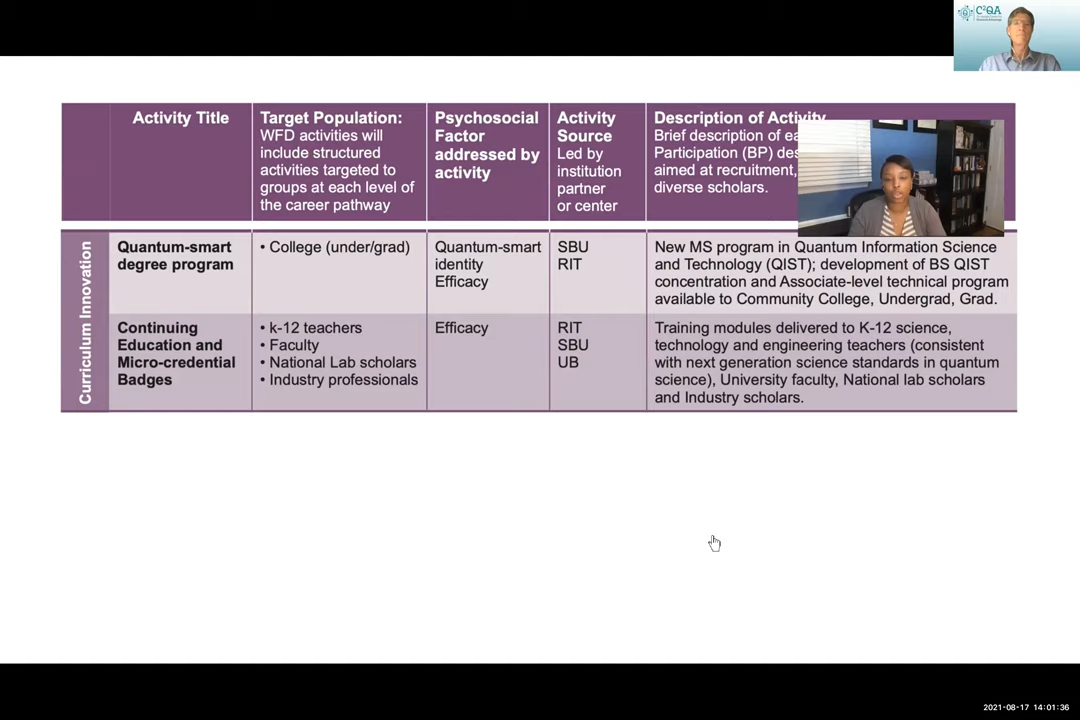 C²QA
Activity Title
Target Population:
WFD activities will
include structured
activities targeted to
groups at each level of
the career pathway
Psychosocial
Factor
addressed by
activity
Activity
Source
Led by
institution
partner
or center
Description of Activity
Brief description of
Participation (BP)
aimed at recruitment,
diverse scholars.
Curriculum Innovation
Quantum-smart
degree program
• College (under/grad)
Quantum-smart
identity
Efficacy
SBU
RIT
New MS program in Quantum Information Science
and Technology (QIST); development of BS QIST
concentration and Associate-level technical program
available to Community College, Undergrad, Grad.
Continuing
Education and
Micro-credential
Badges
• k-12 teachers
• Faculty
• National Lab scholars
• Industry professionals
Efficacy
RIT
SBU
UB
Training modules delivered to K-12 science,
technology and engineering teachers (consistent
with next generation science standards in quantum
science), University faculty, National lab scholars
and Industry scholars.
2021-08-17 14:01:36